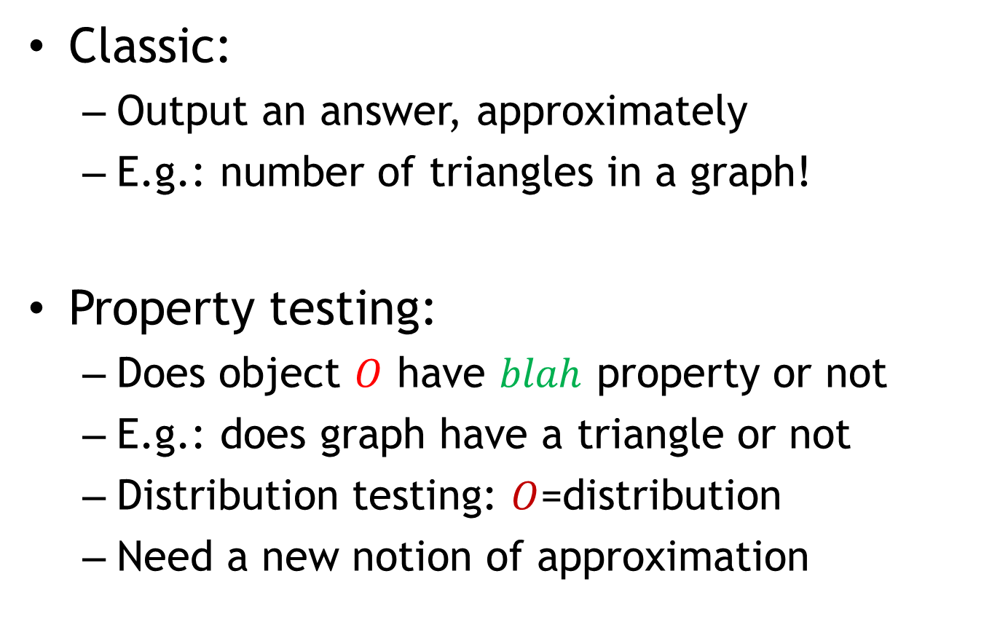 • Classic:
– Output an answer, approximately
– E.g.: number of triangles in a graph!
• Property testing:
– Does object O have blah property or not
– E.g.: does graph have a triangle or not
– Distribution testing: O=distribution
– Need a new notion of approximation